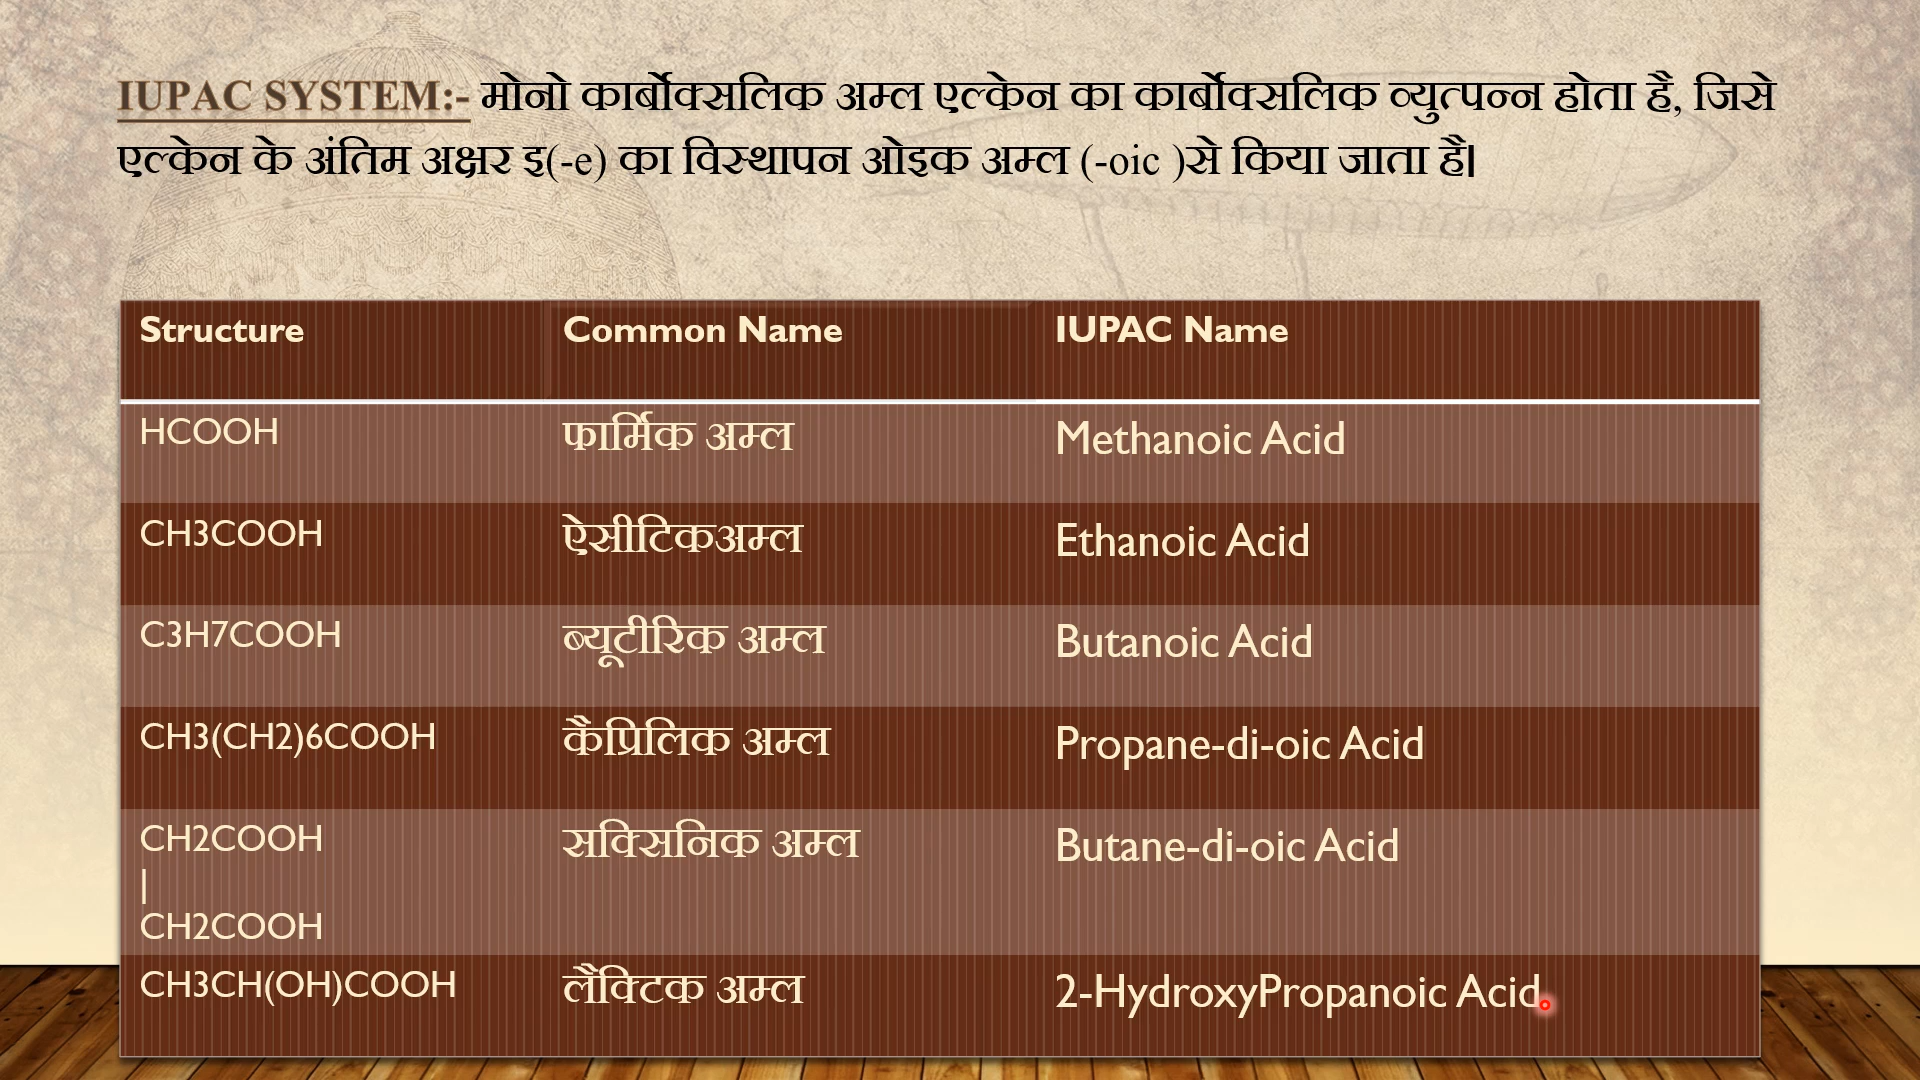 IUPAC SYSTEM:- मोनो कार्बोक्सलिक अम्ल एल्केन का कार्बोक्सलिक व्युत्पन्न होता है, जिसे
एल्केन के अंतिम अक्षर इ(-e) का विस्थापन ओइक अम्ल (-oic )से किया जाता है।
Structure Common Name IUPAC Name
HCOOH फार्मिक अम्ल Methanoic Acid
CH3COOH ऐसीटिकअम्ल Ethanoic Acid
C3H7COOH ब्यूटीरिक अम्ल Butanoic Acid
CH3(CH2)6COOH कैप्रिलिक अम्ल Propane-di-oic Acid
CH2COOH सक्सिनिक अम्ल Butane-di-oic Acid
|
CH2COOH
CH3CH(OH)COOH लैक्टिक अम्ल 2-HydroxyPropanoic Acid